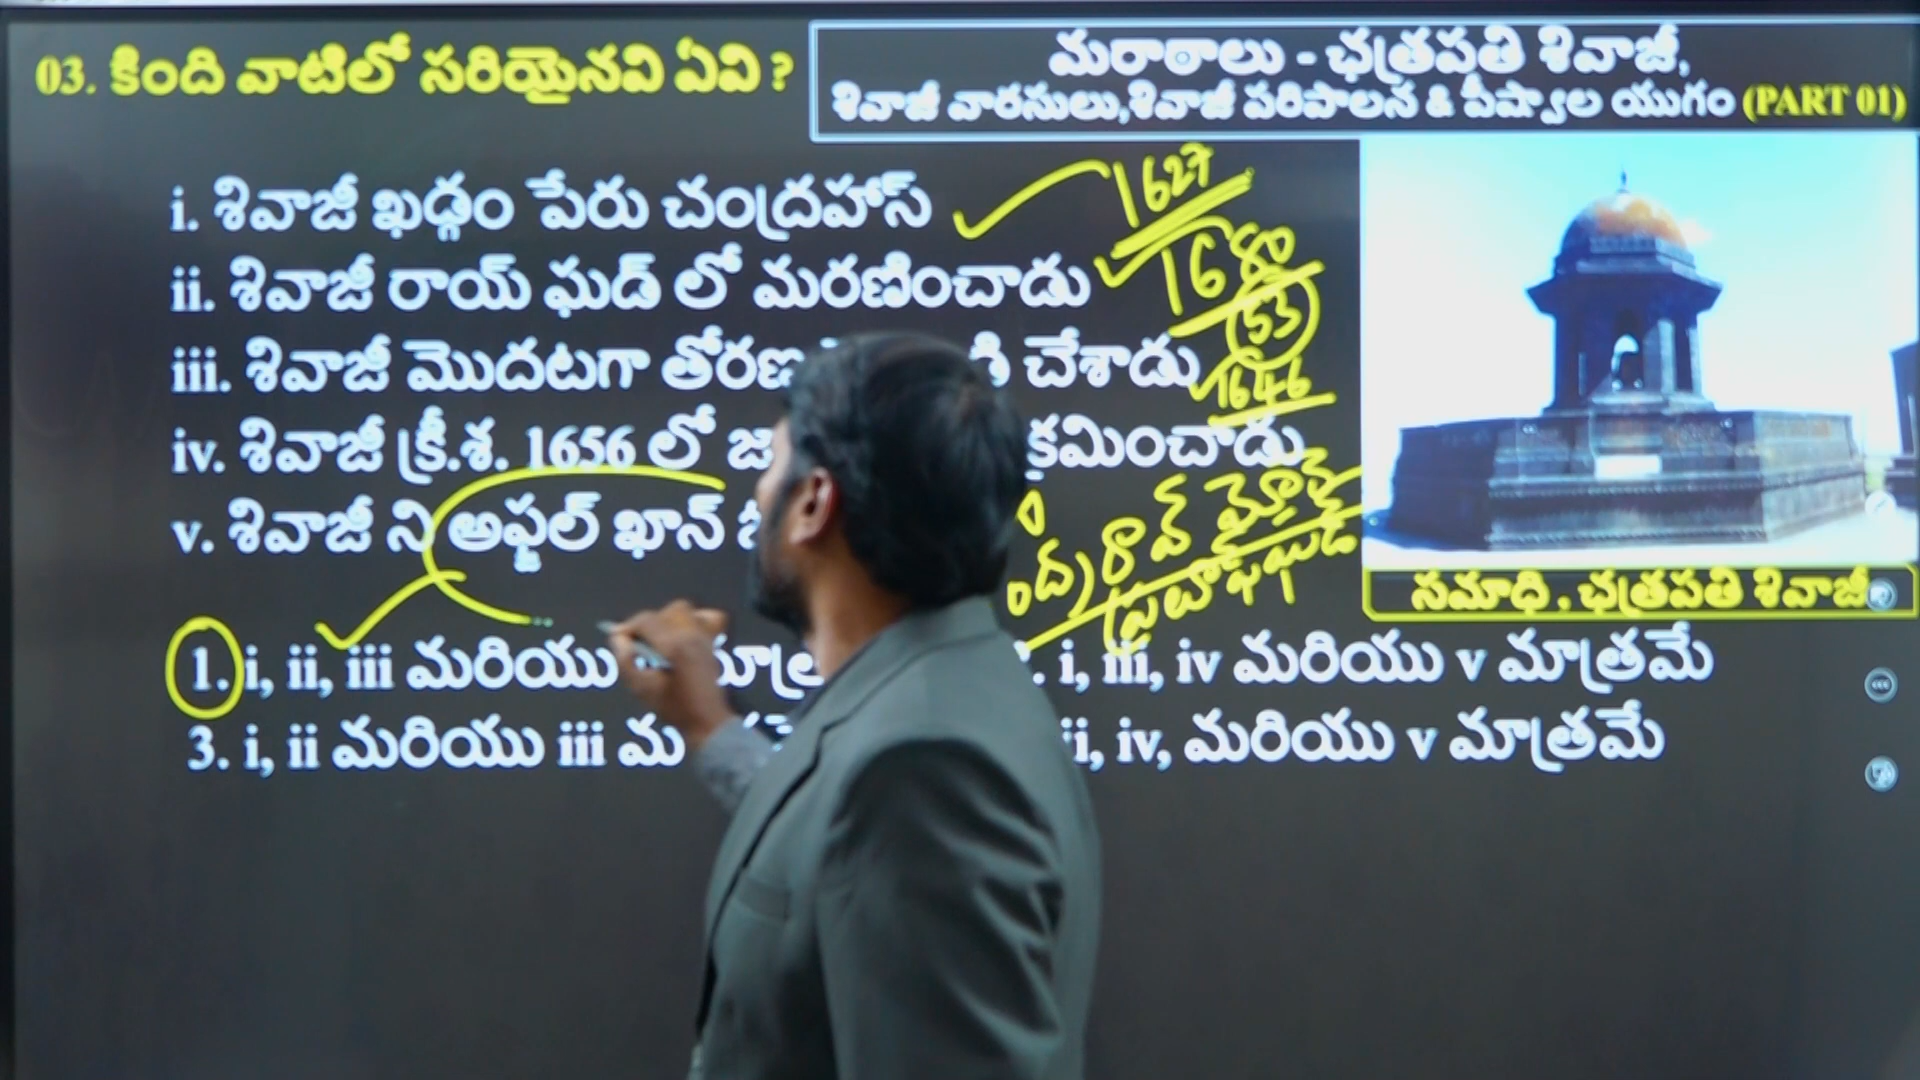 03. కింది వాటిలో సరియైనవి ఏవి ?
మరాఠాలు - ఛత్రపతి శివాజీ,
శివాజీ వారసులు,శివాజీ పరిపాలన & పీష్వాల యుగం (PART 01)
i. శివాజీ ఖడ్గం పేరు చంద్రహాస్
1627
ii. శివాజీ రాయ్ ఘడ్ లో మరణించాడు
1680
53
iii. శివాజీ మొదటగా తోరణ చేశాడు
1646
iv. శివాజీ క్రీ.శ. 1656 లో
v. శివాజీ ని అఫ్జల్ ఖాన్
రావ్ మోరే
ప్రతాప్ ఘడ్
సమాధి . ఛత్రపతి శివాజీ
1. i, ii, iii మరియు
i, iii, iv మరియు v మాత్రమే
3. i, ii మరియు iii
iv, మరియు v మాత్రమే